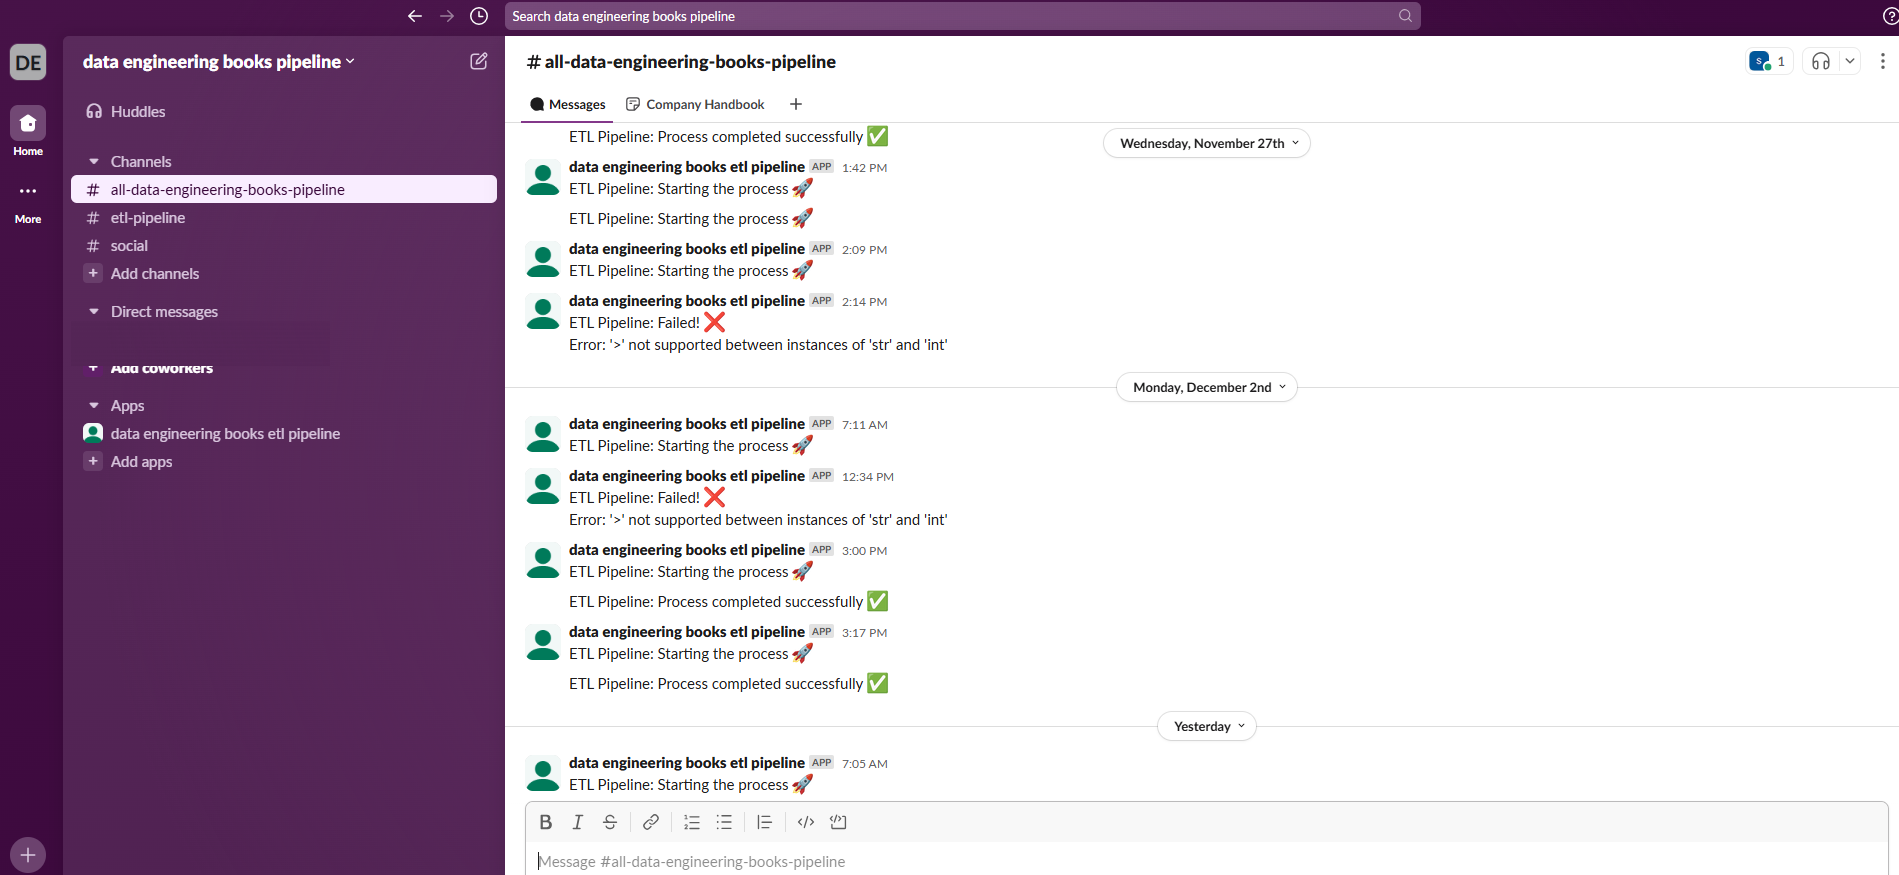 Search data engineering books pipeline
DE
Home
More
data engineering books pipeline
Huddles
Channels
# all-data-engineering-books-pipeline
# etl-pipeline
# social
+ Add channels
Direct messages
+ Add coworkers
Apps
data engineering books etl pipeline
+ Add apps
# all-data-engineering-books-pipeline
S 1
Messages Company Handbook +
ETL Pipeline: Process completed successfully ✅
Wednesday, November 27th
data engineering books etl pipeline APP 1:42 PM
ETL Pipeline: Starting the process 🚀
ETL Pipeline: Starting the process 🚀
data engineering books etl pipeline APP 2:09 PM
ETL Pipeline: Starting the process 🚀
data engineering books etl pipeline APP 2:14 PM
ETL Pipeline: Failed! ❌
Error: '>' not supported between instances of 'str' and 'int'
Monday, December 2nd
data engineering books etl pipeline APP 7:11 AM
ETL Pipeline: Starting the process 🚀
data engineering books etl pipeline APP 12:34 PM
ETL Pipeline: Failed! ❌
Error: '>' not supported between instances of 'str' and 'int'
data engineering books etl pipeline APP 3:00 PM
ETL Pipeline: Starting the process 🚀
ETL Pipeline: Process completed successfully ✅
data engineering books etl pipeline APP 3:17 PM
ETL Pipeline: Starting the process 🚀
ETL Pipeline: Process completed successfully ✅
Yesterday
data engineering books etl pipeline APP 7:05 AM
ETL Pipeline: Starting the process 🚀
B I S
Message #all-data-engineering-books-pipeline